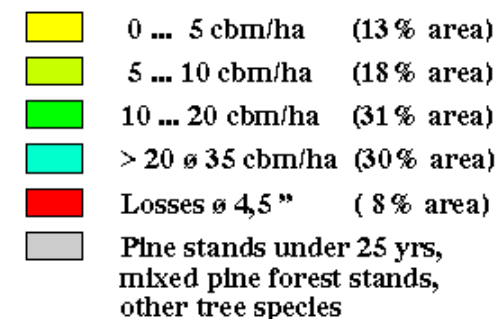 0 ... 5 cbm/ha (13 % area)
5 ... 10 cbm/ha (18 % area)
10 ... 20 cbm/ha (31 % area)
> 20 ø 35 cbm/ha (30 % area)
Losses ø 4,5 ” ( 8 % area)
Pine stands under 25 yrs,
mixed pine forest stands,
other tree species